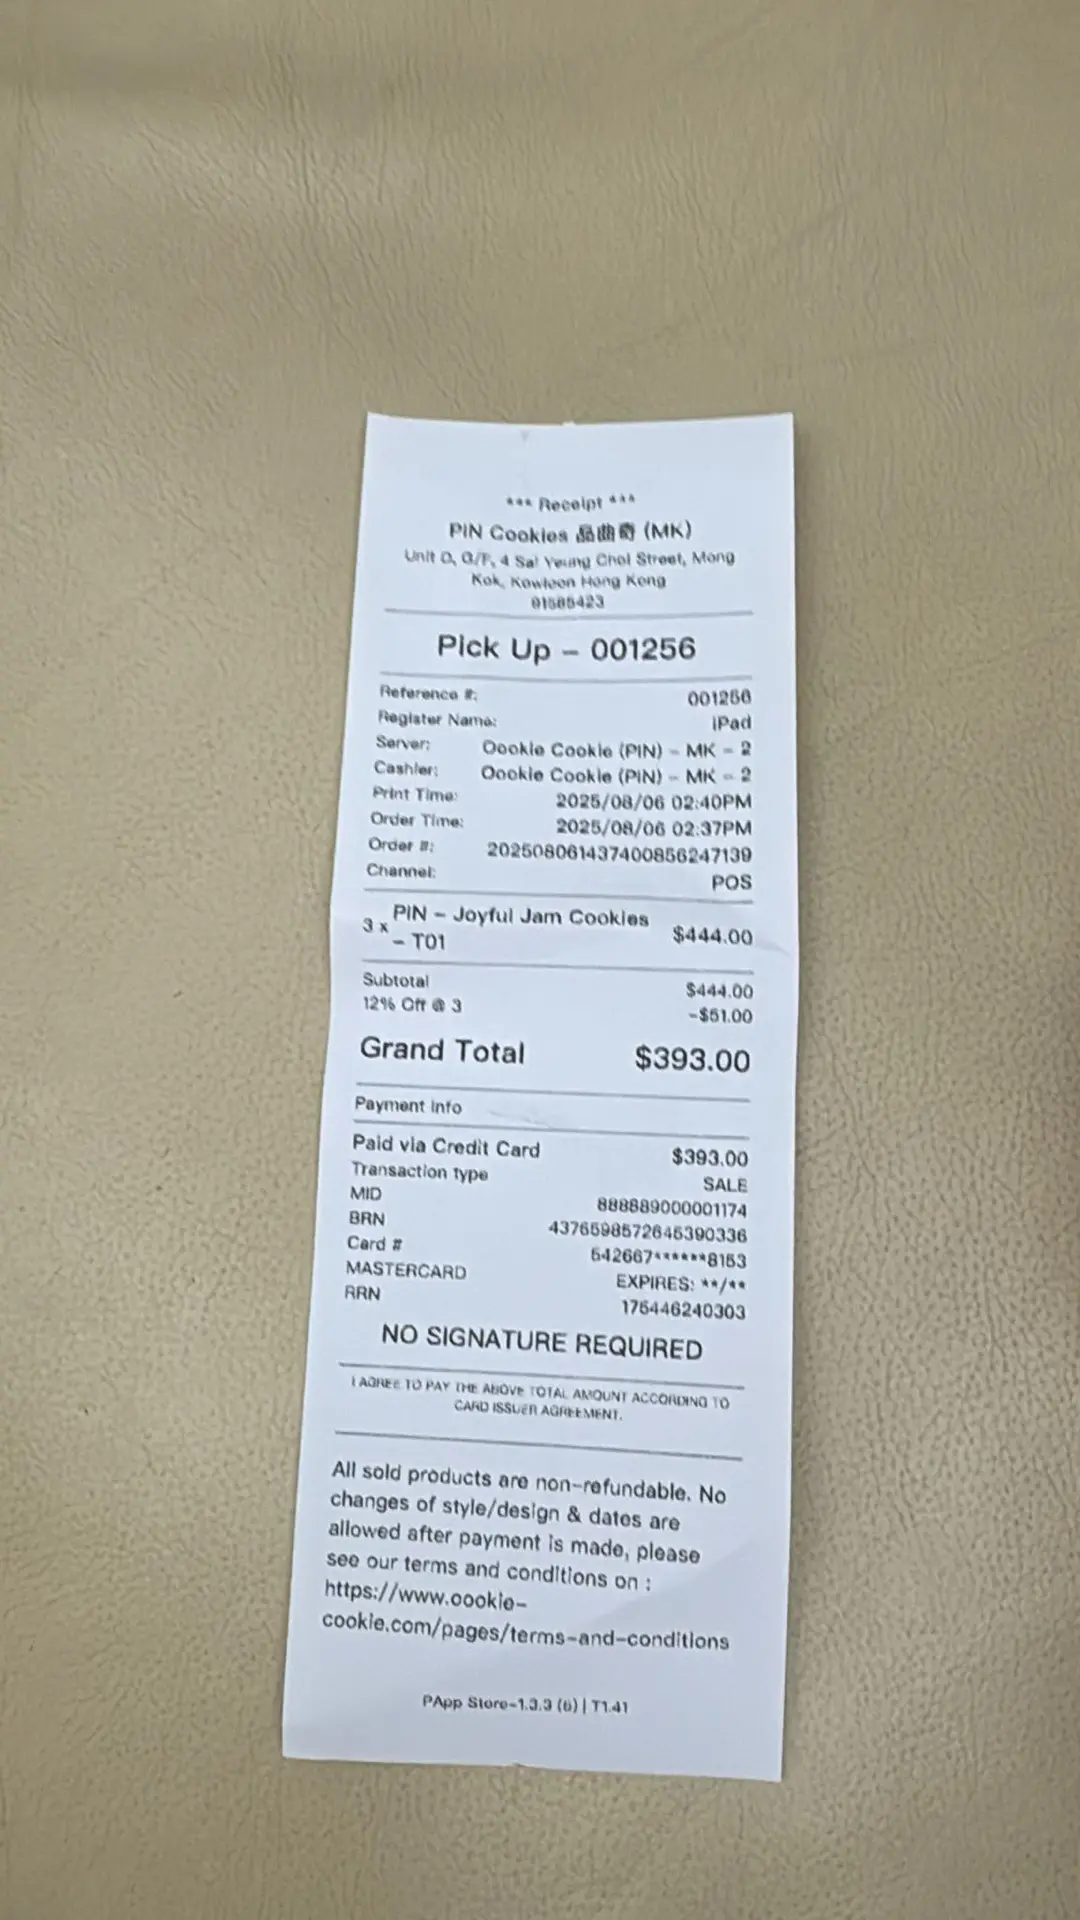 *** Receipt ***
PIN Cookies 品曲奇 (MK)
Unit D, G/F, 4 Sai Yeung Choi Street, Mong
Kok, Kowloon Hong Kong
91585423
Pick Up - 001256
Reference #: 001256
Register Name: iPad
Server: Oookie Cookie (PIN) - MK - 2
Cashier: Oookie Cookie (PIN) - MK - 2
Print Time: 2025/08/06 02:40PM
Order Time: 2025/08/06 02:37PM
Order #: 202508061437400856247139
Channel: POS
3 x PIN - Joyful Jam Cookies $444.00
- T01
Subtotal $444.00
12% Off @ 3 -$51.00
Grand Total $393.00
Payment Info
Paid via Credit Card $393.00
Transaction type SALE
MID 888889000001174
BRN 4376598572645390336
Card # 542667******8153
MASTERCARD EXPIRES: **/**
RRN 175446240303
NO SIGNATURE REQUIRED
I AGREE TO PAY THE ABOVE TOTAL AMOUNT ACCORDING TO
CARD ISSUER AGREEMENT.
All sold products are non-refundable. No
changes of style/design & dates are
allowed after payment is made, please
see our terms and conditions on :
https://www.oookie-
cookie.com/pages/terms-and-conditions
PApp Store-1.3.3 (6) | T1.41